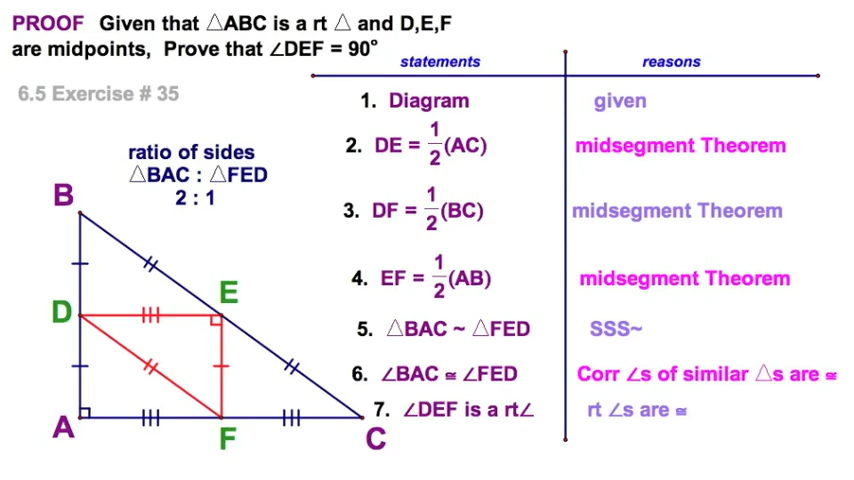 PROOF Given that △ABC is a rt △ and D,E,F
are midpoints, Prove that ∠DEF = 90°
6.5 Exercise # 35
statements reasons
1. Diagram given
2. DE = 1/2(AC) midsegment Theorem
3. DF = 1/2(BC) midsegment Theorem
4. EF = 1/2(AB) midsegment Theorem
5. △BAC ~ △FED SSS~
6. ∠BAC ≅ ∠FED Corr ∠s of similar △s are ≅
7. ∠DEF is a rt∠ rt ∠s are ≅
ratio of sides
△BAC : △FED
2 : 1
B
E
D
A
F
C